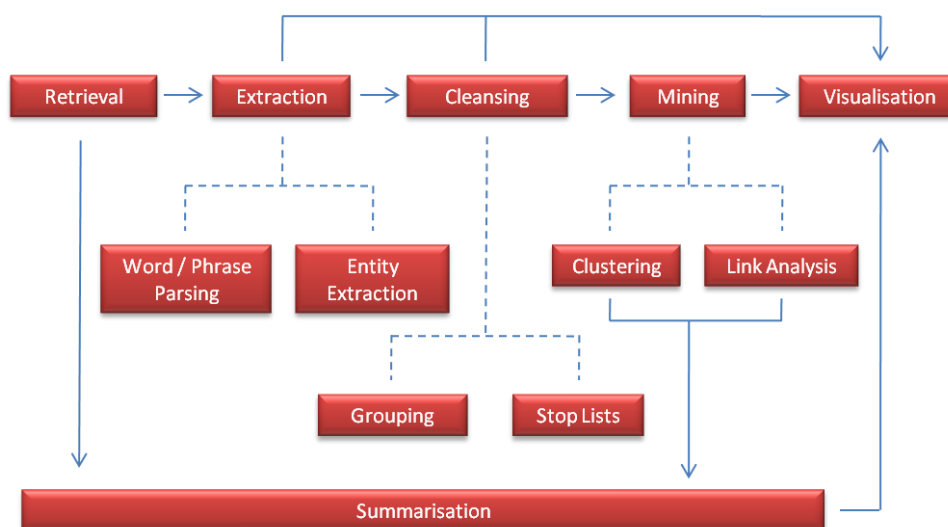 Retrieval
Extraction
Cleansing
Mining
Visualisation
Word / Phrase
Parsing
Entity
Extraction
Clustering
Link Analysis
Grouping
Stop Lists
Summarisation